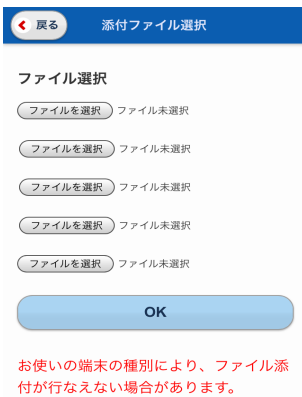 戻る 添付ファイル選択
ファイル選択
ファイルを選択 ファイル未選択
ファイルを選択 ファイル未選択
ファイルを選択 ファイル未選択
ファイルを選択 ファイル未選択
ファイルを選択 ファイル未選択
OK
お使いの端末の種別により、ファイル添
付が行なえない場合があります。